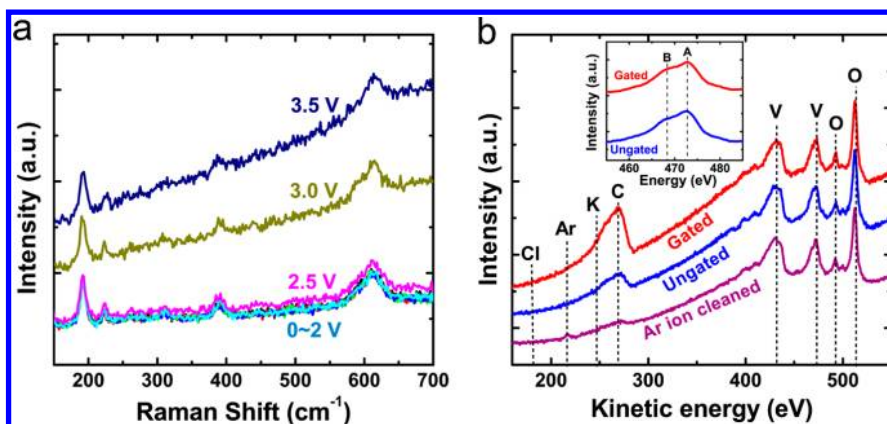 a
3.5 V
3.0 V
2.5 V
0~2 V
Intensity (a.u.)
200 300 400 500 600 700
Raman Shift (cm⁻¹)
b
B A
Gated
Ungated
Intensity (a.u.)
460 470 480
Energy (eV)
Cl Ar K C V V O O
Gated
Ungated
Ar ion cleaned
Intensity (a.u.)
200 300 400 500
Kinetic energy (eV)